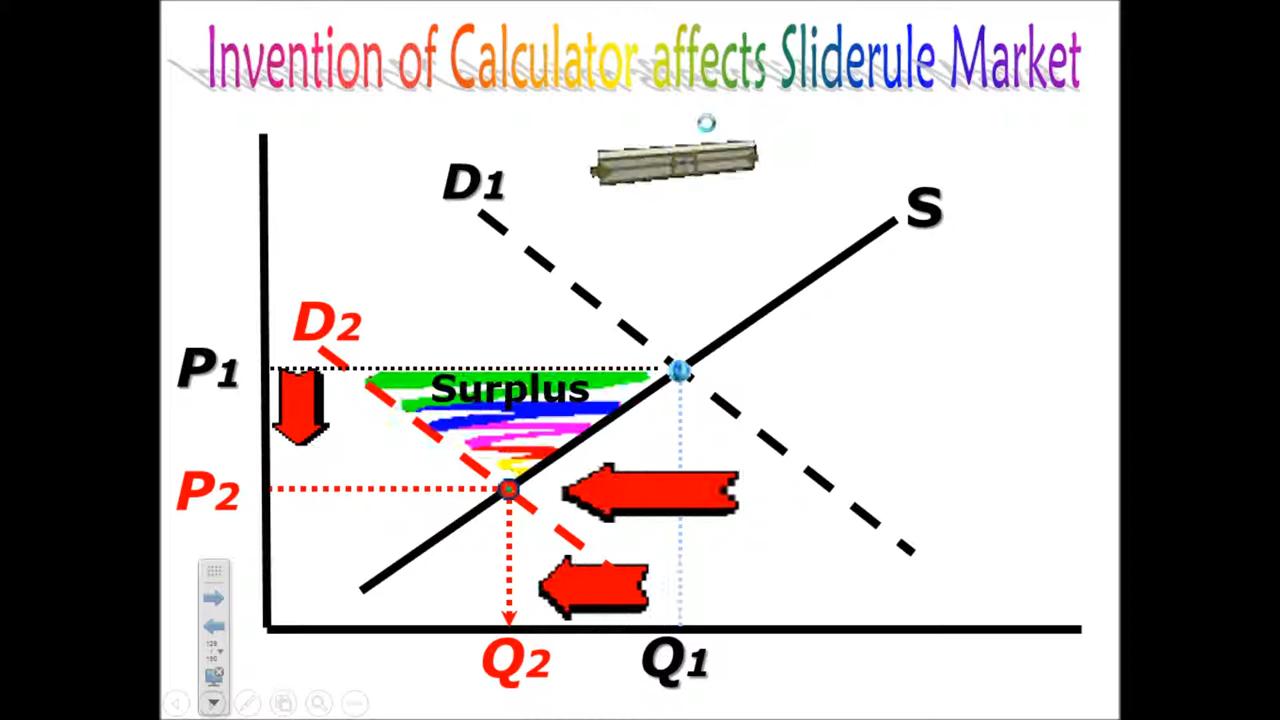 Invention of Calculator affects Sliderule Market
D1
S
D2
P1
Surplus
P2
Q2
Q1